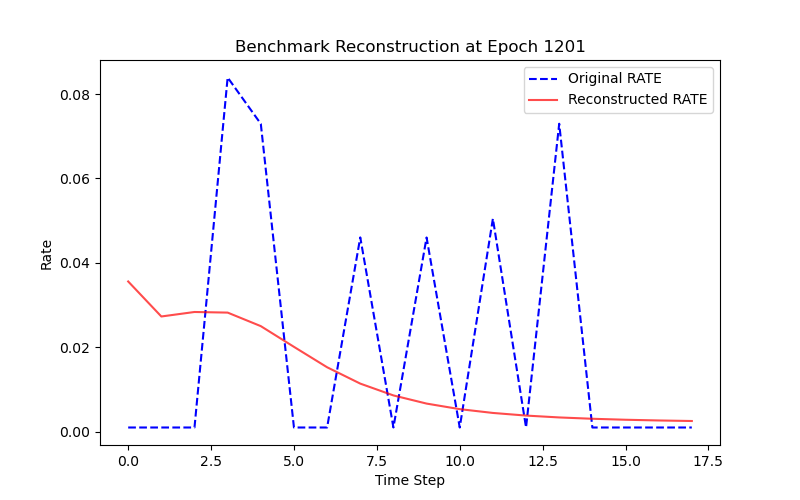 Benchmark Reconstruction at Epoch 1201
Original RATE
Reconstructed RATE
Rate
0.08
0.06
0.04
0.02
0.00
0.0 2.5 5.0 7.5 10.0 12.5 15.0 17.5
Time Step